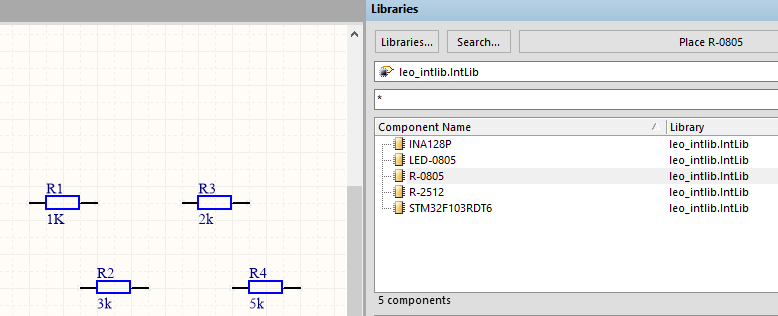 Libraries
Libraries...
Search...
Place R-0805
leo_intlib.IntLib
*
Component Name Library
INA128P leo_intlib.IntLib
LED-0805 leo_intlib.IntLib
R-0805 leo_intlib.IntLib
R-2512 leo_intlib.IntLib
STM32F103RDT6 leo_intlib.IntLib
5 components
R1
1K
R3
2k
R2
3k
R4
5k